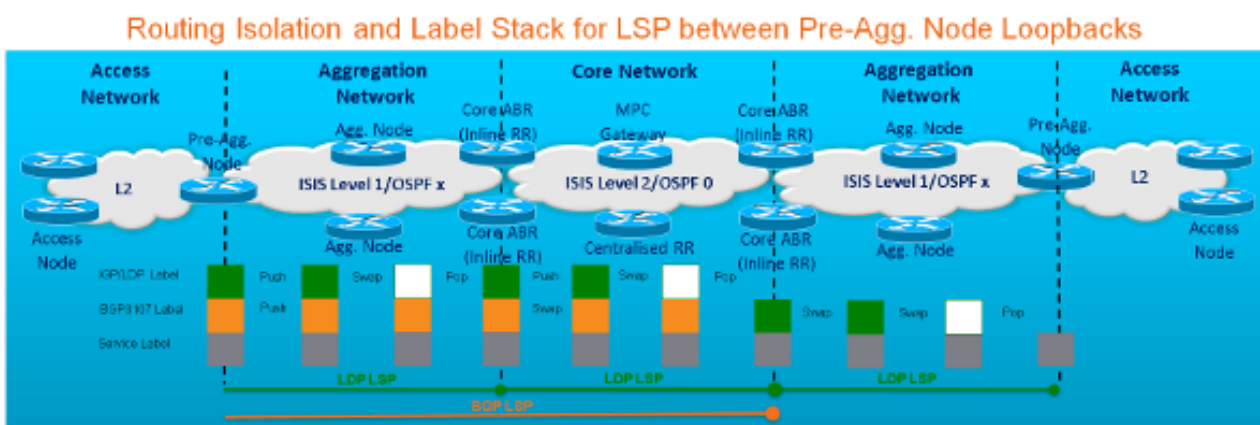 Routing Isolation and Label Stack for LSP between Pre-Agg. Node Loopbacks
Access
Network
Aggregation
Network
Core Network
Aggregation
Network
Access
Network
Pre-Agg.
Node
Agg. Node
Core ABR
(Inline RR)
MPC
Gateway
Core ABR
(Inline RR)
Agg. Node
Pre-Agg.
Node
L2
ISIS Level 1/OSPF x
ISIS Level 2/OSPF 0
ISIS Level 1/OSPF x
L2
Access
Node
Agg. Node
Core ABR
(Inline RR)
Centralised RR
Core ABR
(Inline RR)
Agg. Node
Access
Node
IGP/LDP Label
Push
Swap
Pop
Push
Swap
Pop
BGP3107 Label
Push
Swap
Swap
Swap
Pop
Service Label
LDP LSP
LDP LSP
LDP LSP
BGP LSP